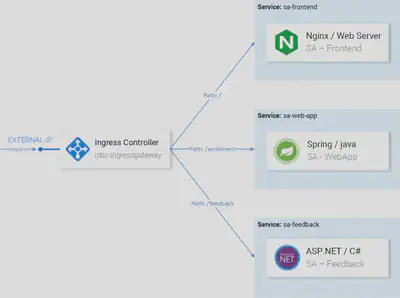 Service: sa-frontend
Nginx / Web Server
SA – Frontend
Path: /
Service: sa-web-app
EXTERNAL-IP
requests
Ingress Controller
istio-ingressgateway
Path: /sentiment
Spring / java
SA - WebApp
Path: /feedback
Service: sa-feedback
ASP.NET / C#
SA – Feedback
NET